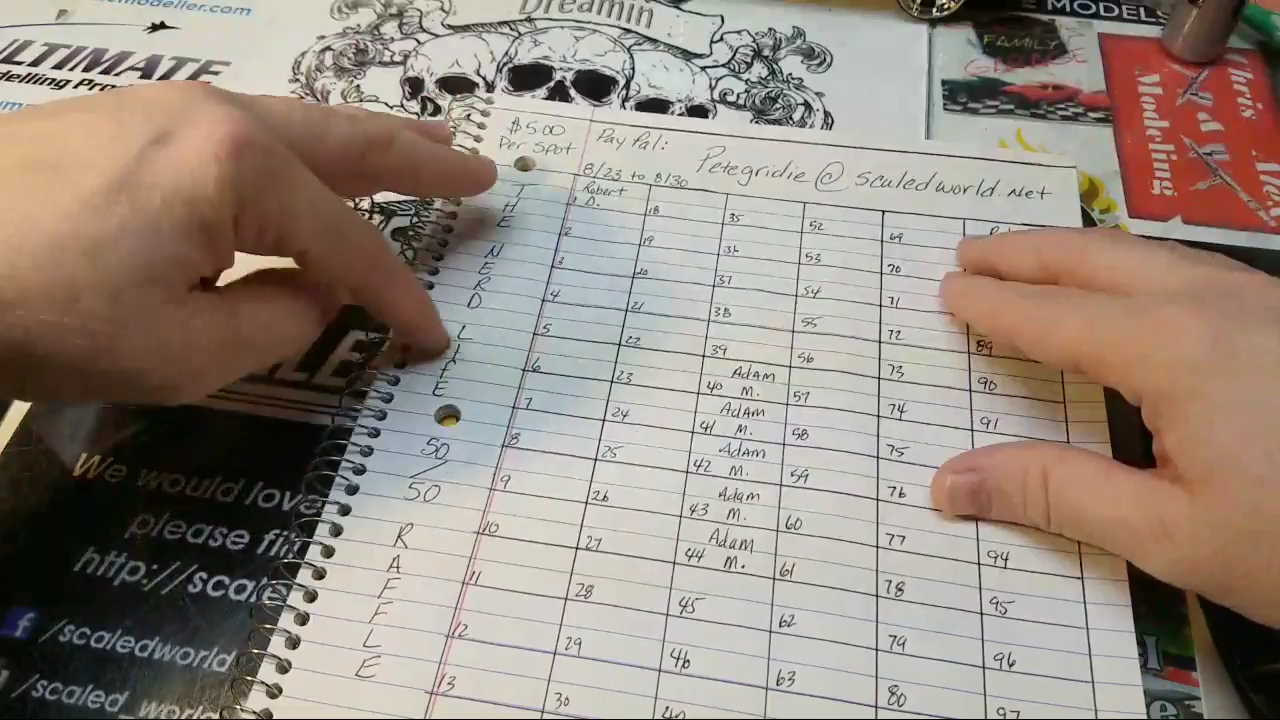 modeller.com
ULTIMATE
delling Pro
Dreamin
MODELS
FAMILY
Chris
Modeling
$5.00
Per Spot
PayPal:
Petegridie@scaledworld.Net
8/23 to 8/30
THE NERD LIFE
50
/
50
RAFFLE
Robert
1 D. 18 35 52 69
2 19 36 53 70
3 20 37 54 71
4 21 38 55 72 89
5 22 39 56 73 90
6 23 40 Adam M. 57 74 91
7 24 41 Adam M. 58 75
8 25 42 Adam M. 59 76
9 26 43 Adam M. 60 77 94
10 27 44 Adam M. 61 78 95
11 28 45 62 79 96
12 29 46 63 80 97
13 30
We would love
please
http://scale
/scaledworld
/scaled_world